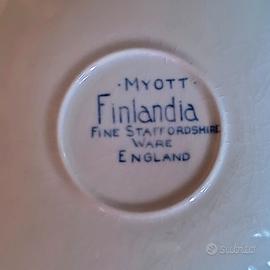 · MYOTT ·
Finlandia
FINE STAFFORDSHIRE
WARE
ENGLAND
subito